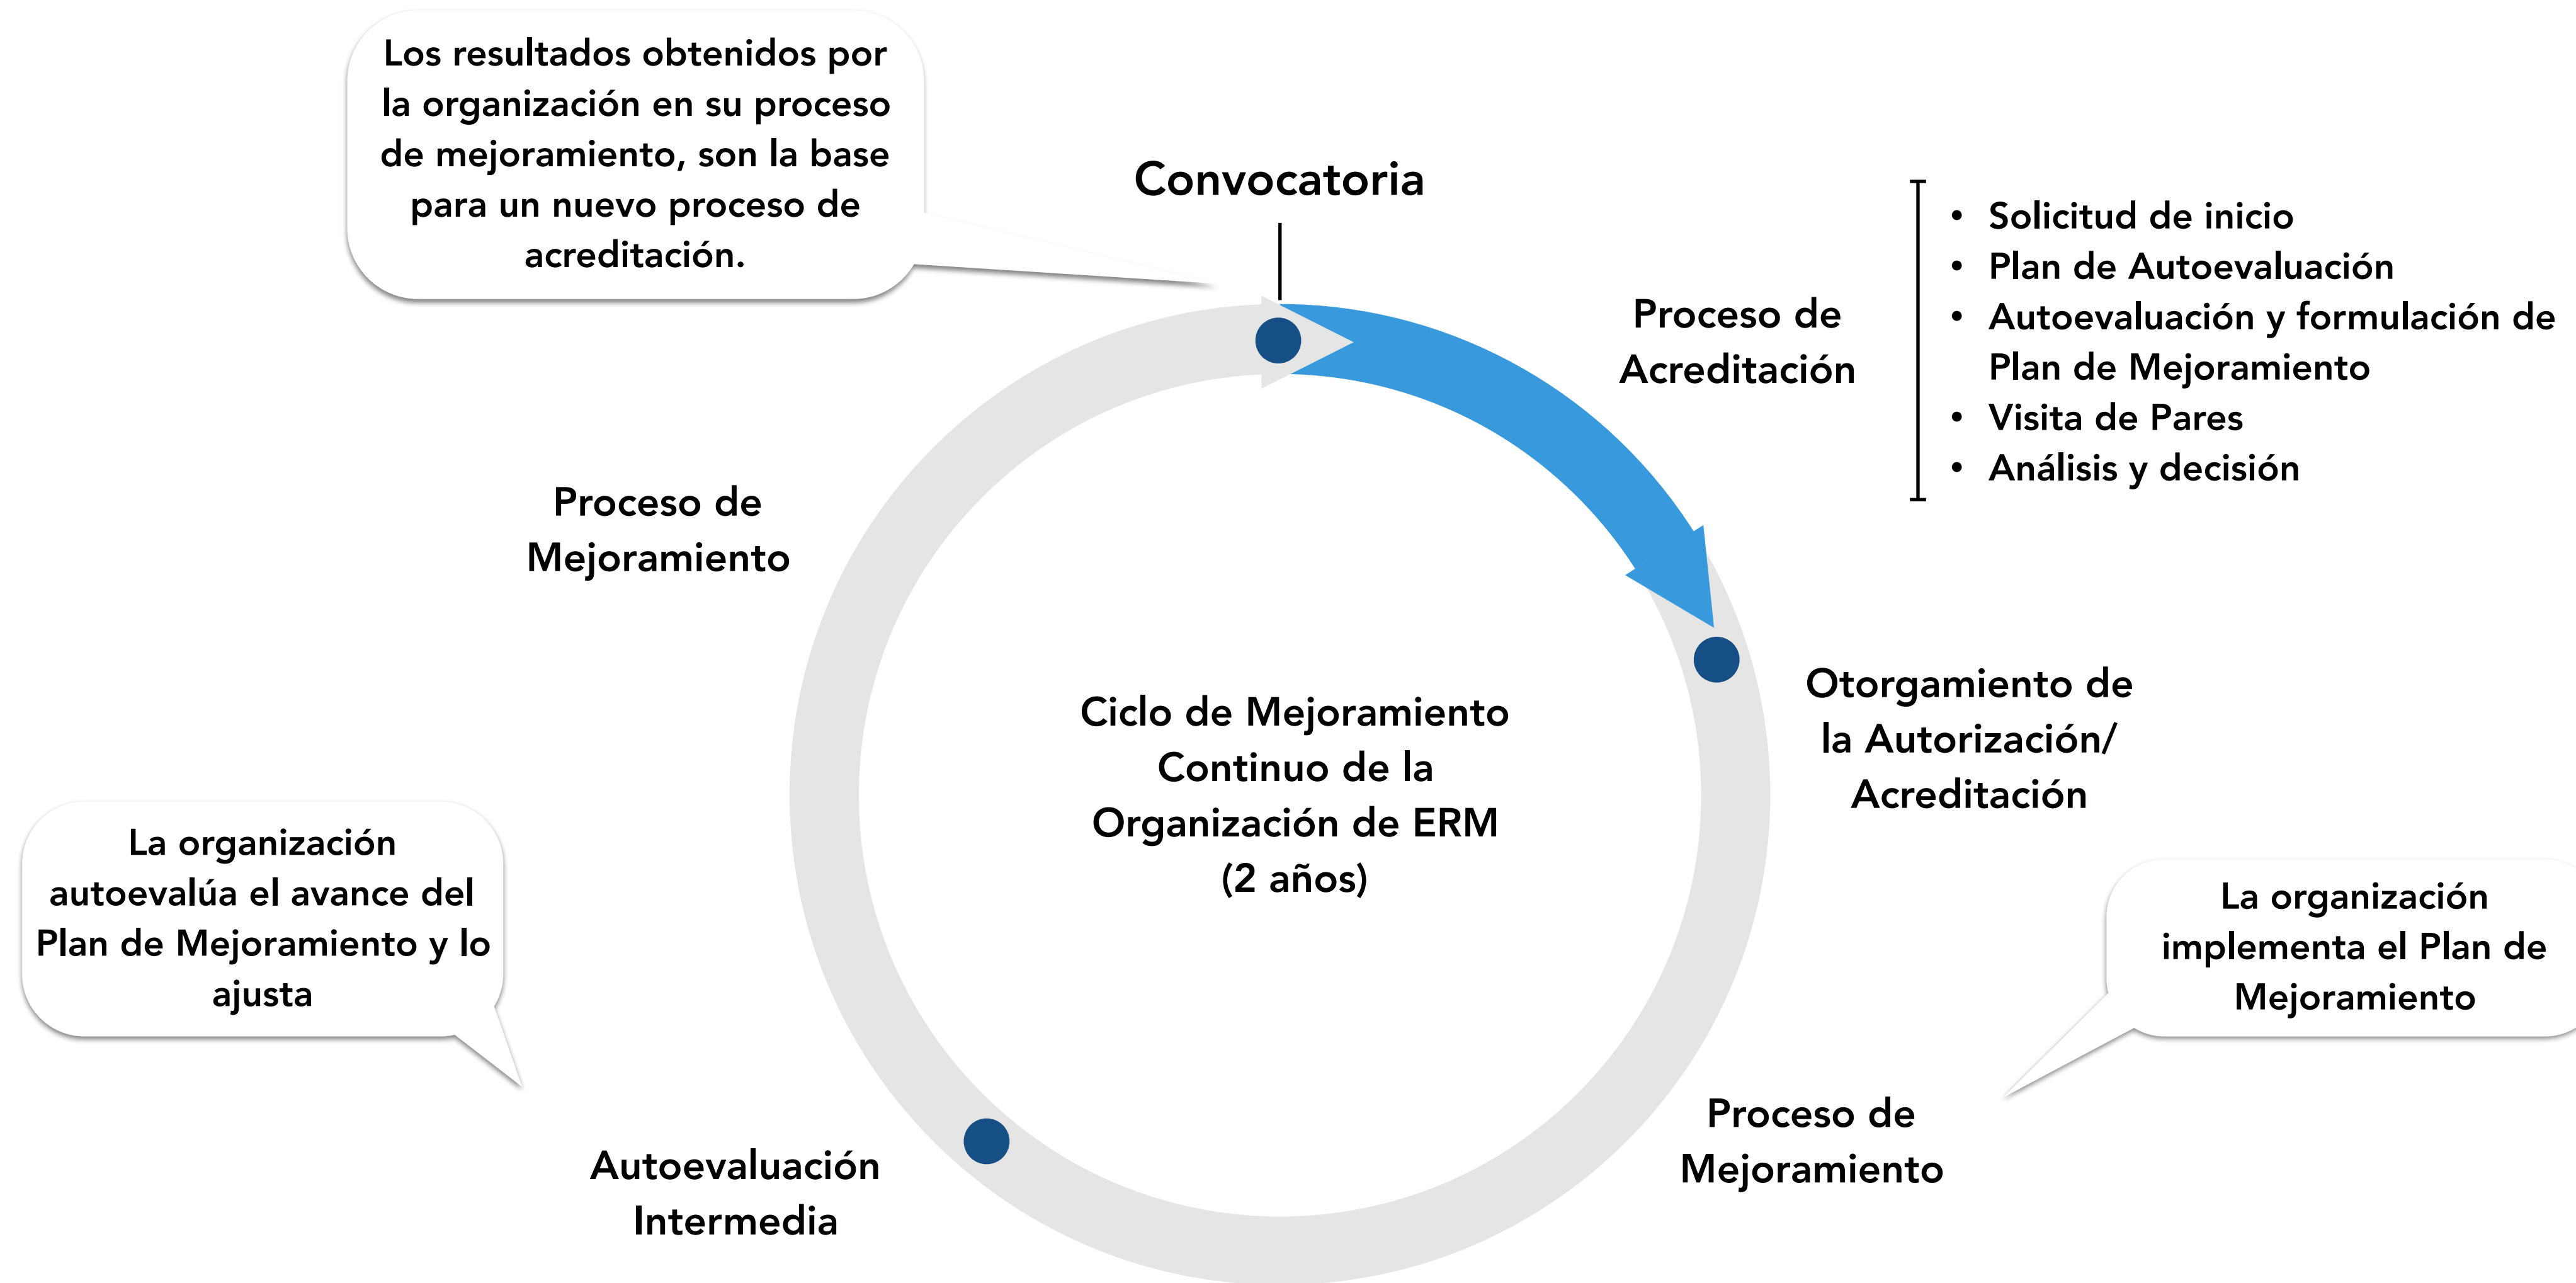 Los resultados obtenidos por
la organización en su proceso
de mejoramiento, son la base
para un nuevo proceso de
acreditación.
Convocatoria
Proceso de
Acreditación
• Solicitud de inicio
• Plan de Autoevaluación
• Autoevaluación y formulación de
Plan de Mejoramiento
• Visita de Pares
• Análisis y decisión
Proceso de
Mejoramiento
Ciclo de Mejoramiento
Continuo de la
Organización de ERM
(2 años)
Otorgamiento de
la Autorización/
Acreditación
La organización
autoevalúa el avance del
Plan de Mejoramiento y lo
ajusta
La organización
implementa el Plan de
Mejoramiento
Autoevaluación
Intermedia
Proceso de
Mejoramiento